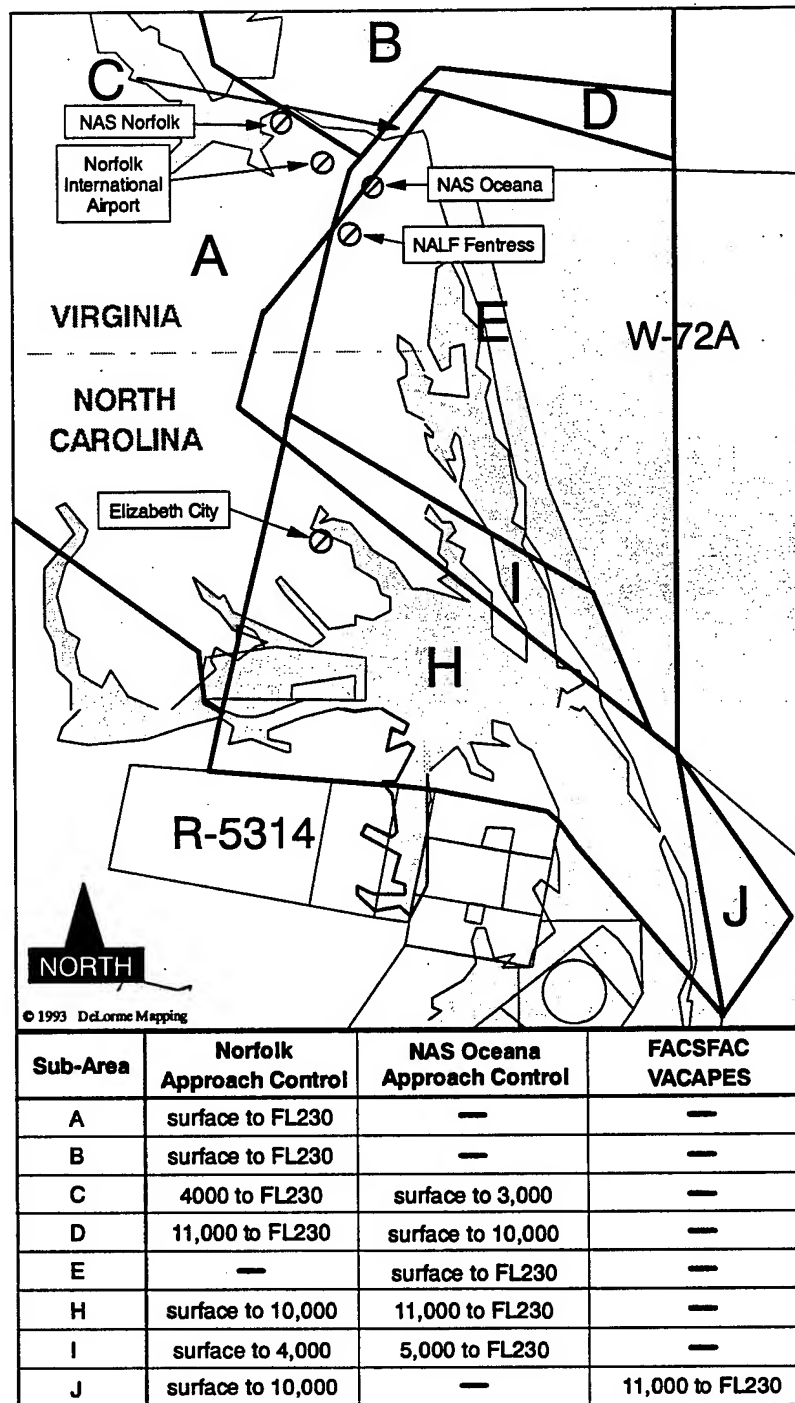 B
C
D
NAS Norfolk
Norfolk
International
Airport
NAS Oceana
NALF Fentress
A
VIRGINIA
E
W-72A
NORTH
CAROLINA
Elizabeth City
I
H
R-5314
J
NORTH
© 1993 DeLorme Mapping
Sub-Area | Norfolk Approach Control | NAS Oceana Approach Control | FACSFAC VACAPES
A | surface to FL230 | — | —
B | surface to FL230 | — | —
C | 4000 to FL230 | surface to 3,000 | —
D | 11,000 to FL230 | surface to 10,000 | —
E | — | surface to FL230 | —
H | surface to 10,000 | 11,000 to FL230 | —
I | surface to 4,000 | 5,000 to FL230 | —
J | surface to 10,000 | — | 11,000 to FL230